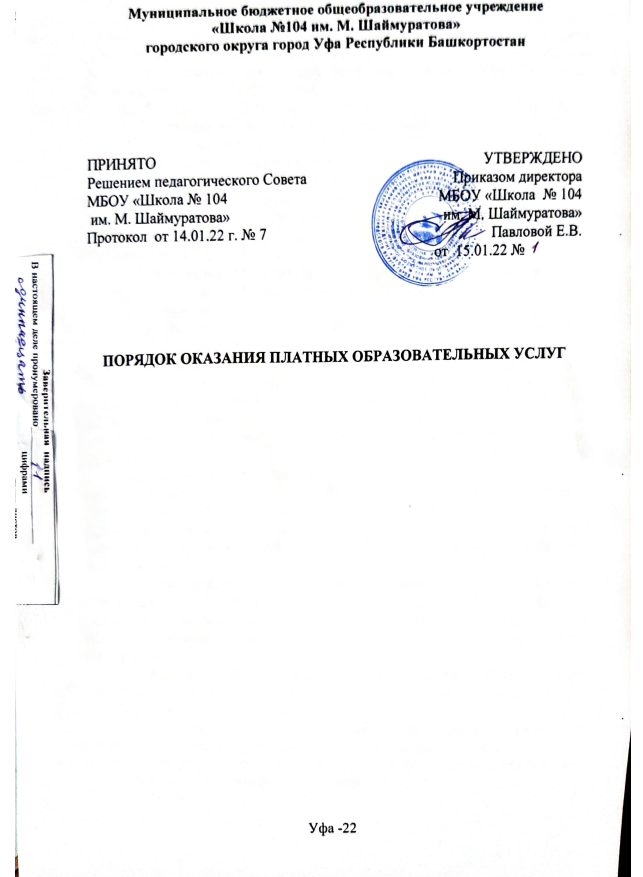 Муниципальное бюджетное общеобразовательное учреждение
«Школа №104 им. М. Шаймуратова»
городского округа город Уфа Республики Башкортостан
ПРИНЯТО
Решением педагогического Совета
МБОУ «Школа № 104
им. М. Шаймуратова»
Протокол от 14.01.22 г. № 7
УТВЕРЖДЕНО
Приказом директора
МБОУ «Школа № 104
им. М. Шаймуратова»
Павловой Е.В.
от 15.01.22 № 1
ПОРЯДОК ОКАЗАНИЯ ПЛАТНЫХ ОБРАЗОВАТЕЛЬНЫХ УСЛУГ
Заверительная надпись
В настоящем деле пронумеровано 11
цифрами
одиннадцать
Уфа -22